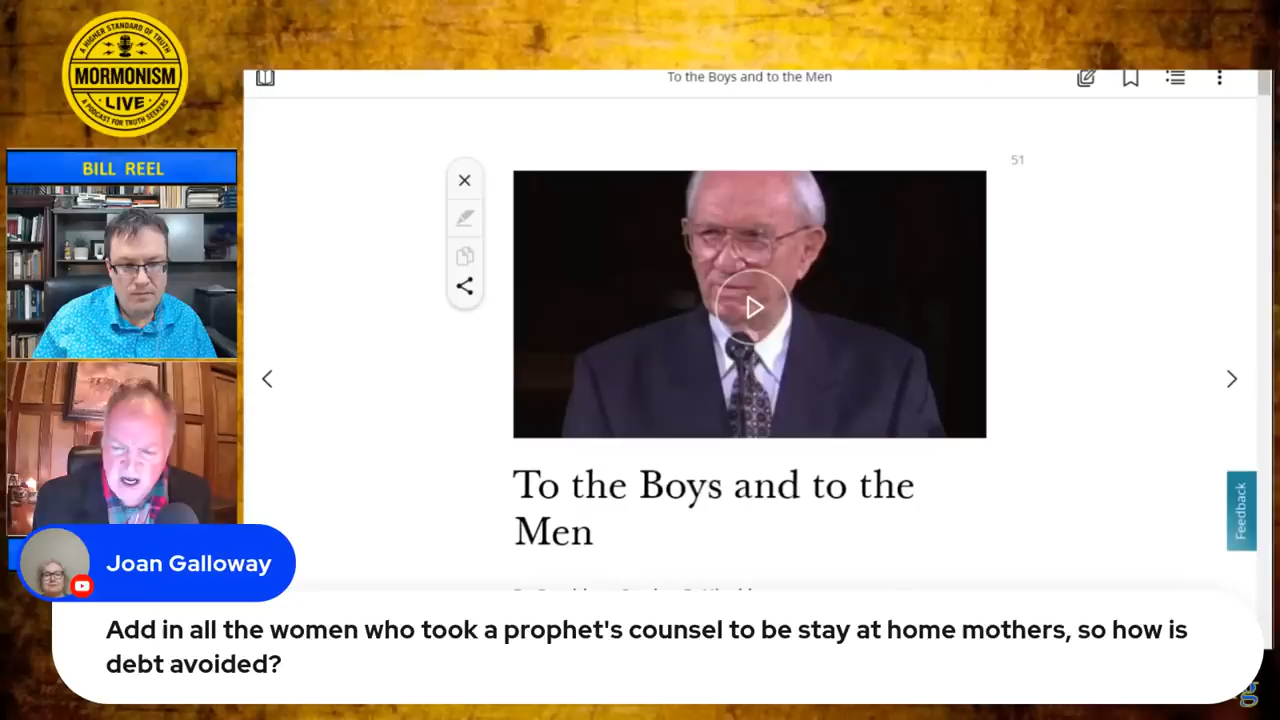 A HIGHER STANDARD OF TRUTH
MORMONISM
LIVE
A PODCAST FOR TRUTH SEEKERS
To the Boys and to the Men
BILL REEL
51
To the Boys and to the
Men
Feedback
Joan Galloway
Add in all the women who took a prophet's counsel to be stay at home mothers, so how is
debt avoided?